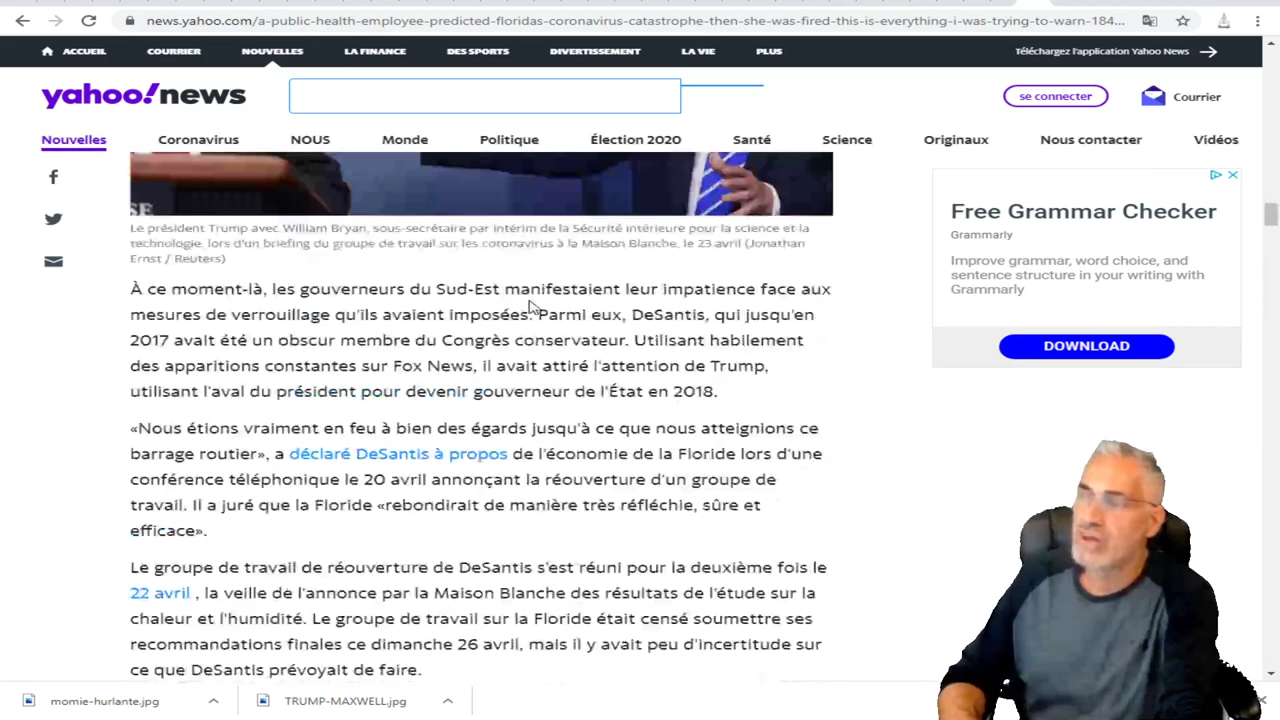 news.yahoo.com/a-public-health-employee-predicted-floridas-coronavirus-catastrophe-then-she-was-fired-this-is-everything-i-was-trying-to-warn-184...
ACCUEIL COURRIER NOUVELLES LA FINANCE DES SPORTS DIVERTISSEMENT LA VIE PLUS Téléchargez l'application Yahoo News
yahoo!news se connecter Courrier
Nouvelles Coronavirus NOUS Monde Politique Élection 2020 Santé Science Originaux Nous contacter Vidéos
SE
Le président Trump avec William Bryan, sous-secrétaire par intérim de la Sécurité intérieure pour la science et la
technologie, lors d'un briefing du groupe de travail sur les coronavirus à la Maison Blanche, le 23 avril (Jonathan
Ernst / Reuters)
À ce moment-là, les gouverneurs du Sud-Est manifestaient leur impatience face aux
mesures de verrouillage qu'ils avaient imposées. Parmi eux, DeSantis, qui jusqu'en
2017 avait été un obscur membre du Congrès conservateur. Utilisant habilement
des apparitions constantes sur Fox News, il avait attiré l'attention de Trump,
utilisant l'aval du président pour devenir gouverneur de l'État en 2018.
«Nous étions vraiment en feu à bien des égards jusqu'à ce que nous atteignions ce
barrage routier», a déclaré DeSantis à propos de l'économie de la Floride lors d'une
conférence téléphonique le 20 avril annonçant la réouverture d'un groupe de
travail. Il a juré que la Floride «rebondirait de manière très réfléchie, sûre et
efficace».
Le groupe de travail de réouverture de DeSantis s'est réuni pour la deuxième fois le
22 avril , la veille de l'annonce par la Maison Blanche des résultats de l'étude sur la
chaleur et l'humidité. Le groupe de travail sur la Floride était censé soumettre ses
recommandations finales ce dimanche 26 avril, mais il y avait peu d'incertitude sur
ce que DeSantis prévoyait de faire.
Free Grammar Checker
Grammarly
Improve grammar, word choice, and
sentence structure in your writing with
Grammarly
DOWNLOAD
momie-hurlante.jpg TRUMP-MAXWELL.jpg